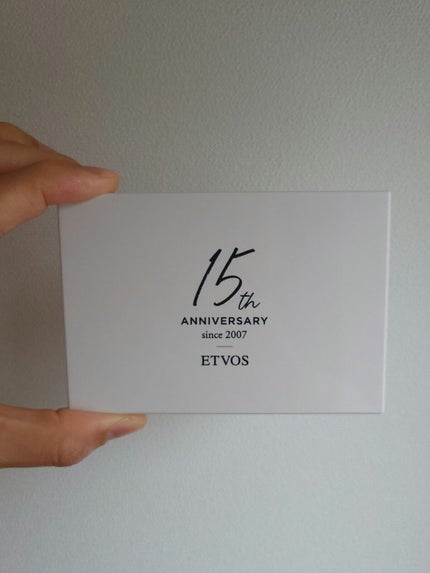 15th
ANNIVERSARY
since 2007
ETVOS